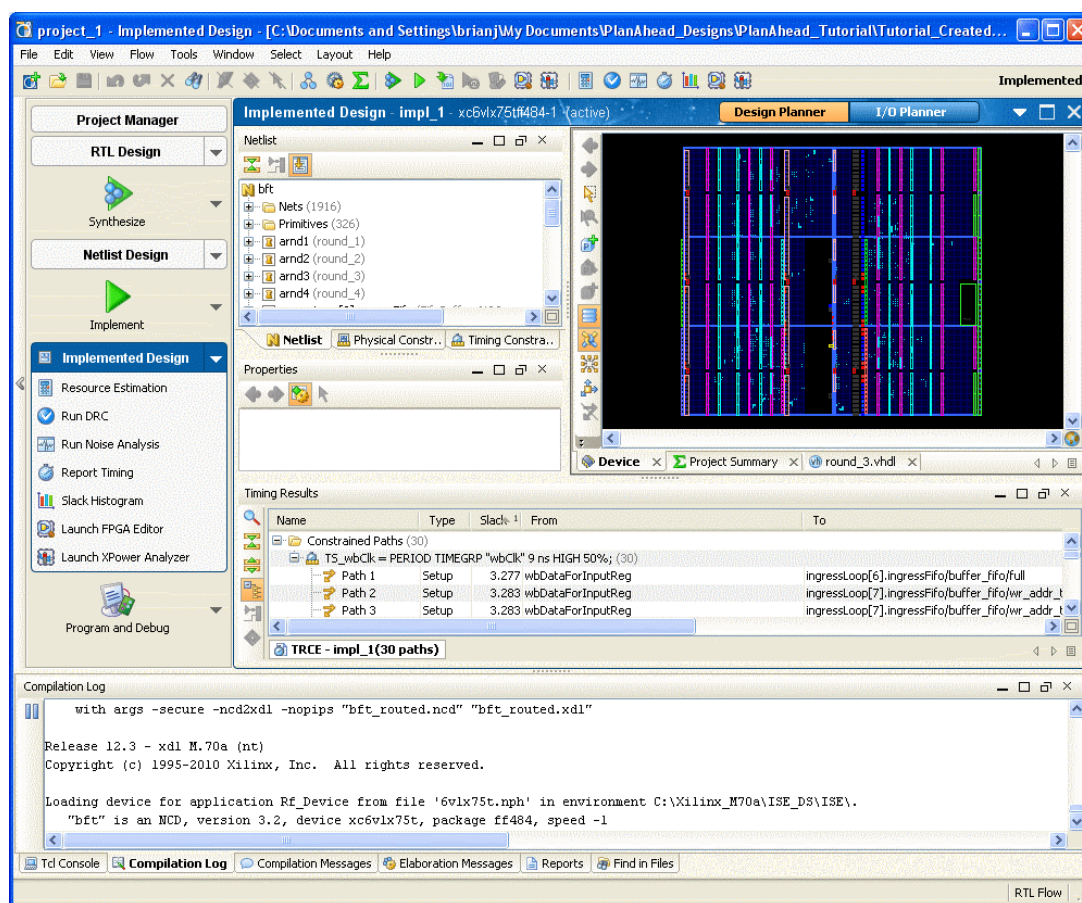 project_1 - Implemented Design - [C:\Documents and Settings\brianj\My Documents\PlanAhead_Designs\PlanAhead_Tutorial\Tutorial_Created...
File Edit View Flow Tools Window Select Layout Help
Implemented
Project Manager
RTL Design
Synthesize
Netlist Design
Implement
Implemented Design
Resource Estimation
Run DRC
Run Noise Analysis
Report Timing
Slack Histogram
Launch FPGA Editor
Launch XPower Analyzer
Program and Debug
Implemented Design - impl_1 - xc6vlx75tff484-1 (active)
Design Planner
I/O Planner
Netlist
bft
Nets (1916)
Primitives (326)
arnd1 (round_1)
arnd2 (round_2)
arnd3 (round_3)
arnd4 (round_4)
Netlist Physical Constr.. Timing Constra..
Properties
Device Project Summary round_3.vhdl
Timing Results
Name Type Slack 1 From To
Constrained Paths (30)
TS_wbClk = PERIOD TIMEGRP "wbClk" 9 ns HIGH 50%; (30)
Path 1 Setup 3.277 wbDataForInputReg ingressLoop[6].ingressFifo/buffer_fifo/full
Path 2 Setup 3.283 wbDataForInputReg ingressLoop[7].ingressFifo/buffer_fifo/wr_addr_t
Path 3 Setup 3.283 wbDataForInputReg ingressLoop[7].ingressFifo/buffer_fifo/wr_addr_t
TRCE - impl_1(30 paths)
Compilation Log
with args -secure -ncd2xdl -nopips "bft_routed.ncd" "bft_routed.xdl"
Release 12.3 - xdl M.70a (nt)
Copyright (c) 1995-2010 Xilinx, Inc. All rights reserved.
Loading device for application Rf_Device from file '6vlx75t.nph' in environment C:\Xilinx_M70a\ISE_DS\ISE\.
"bft" is an NCD, version 3.2, device xc6vlx75t, package ff484, speed -1
Tcl Console Compilation Log Compilation Messages Elaboration Messages Reports Find in Files
RTL Flow